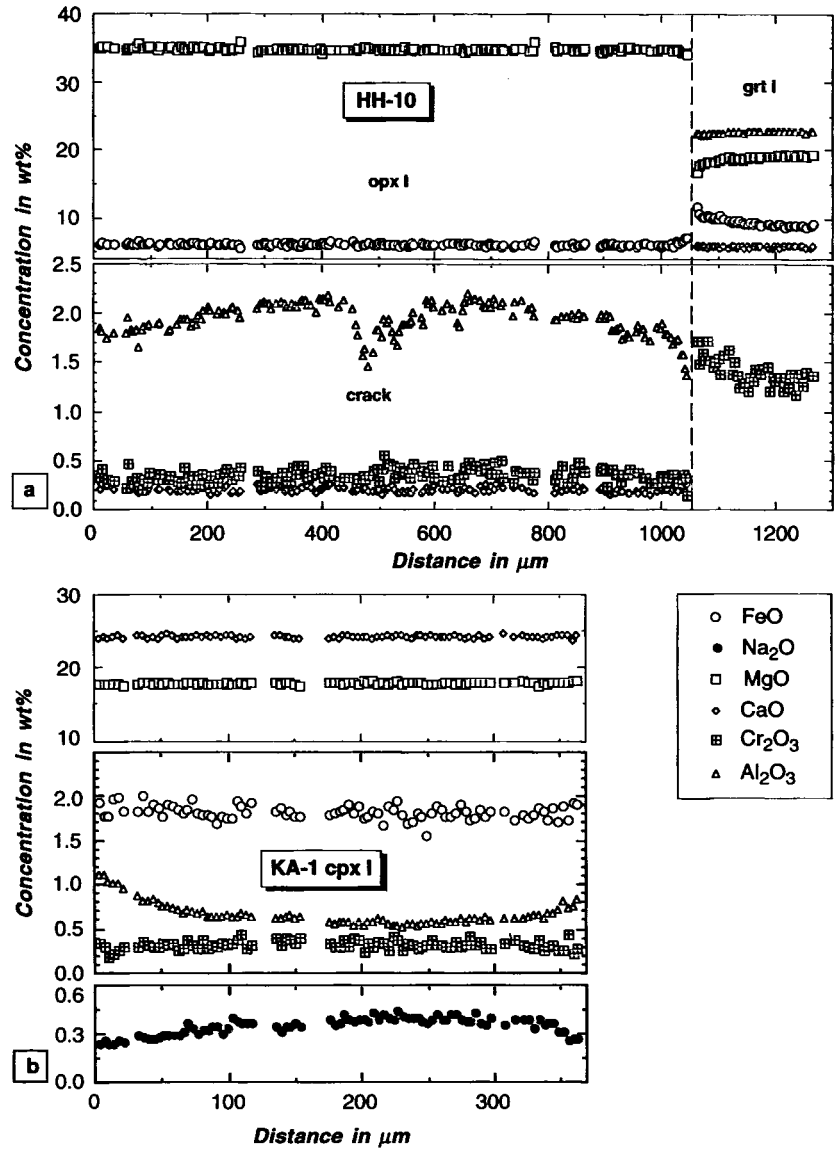 40
30
20
10
HH-10
opx I
grt I
2.5
2.0
1.5
1.0
0.5
0.0
crack
Concentration in wt%
a
0 200 400 600 800 1000 1200
Distance in µm
30
20
10
2.0
1.5
1.0
0.5
0.0
KA-1 cpx I
0.6
0.3
0.0
Concentration in wt%
b
0 100 200 300
Distance in µm
FeO
Na₂O
MgO
CaO
Cr₂O₃
Al₂O₃